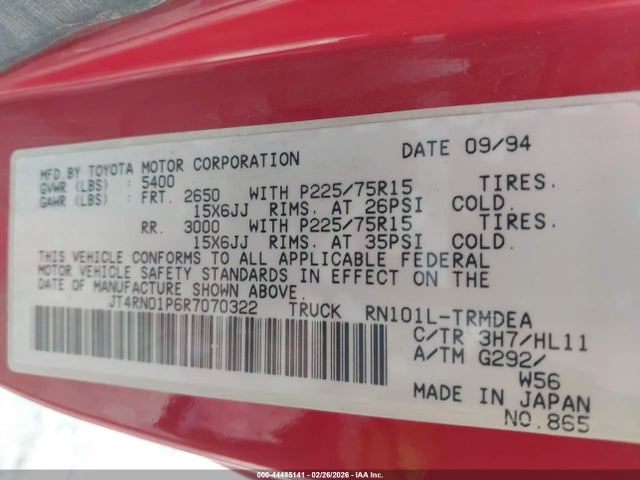 MFD.BY TOYOTA MOTOR CORPORATION DATE 09/94
GVWR (LBS) : 5400
GAWR (LBS) : FRT. 2650 WITH P225/75R15 TIRES.
15X6JJ RIMS. AT 26PSI COLD.
RR. 3000 WITH P225/75R15 TIRES.
15X6JJ RIMS. AT 35PSI COLD.
THIS VEHICLE CONFORMS TO ALL APPLICABLE FEDERAL
MOTOR VEHICLE SAFETY STANDARDS IN EFFECT ON THE
DATE OF MANUFACTURE SHOWN ABOVE.
JT4RN01P6R7070322 TRUCK RN101L-TRMDEA
C/TR 3H7/HL11
A/TM G292/
W56
MADE IN JAPAN
NO.865
000-44485141 - 02/26/2026 - Copyright IAA, Inc.